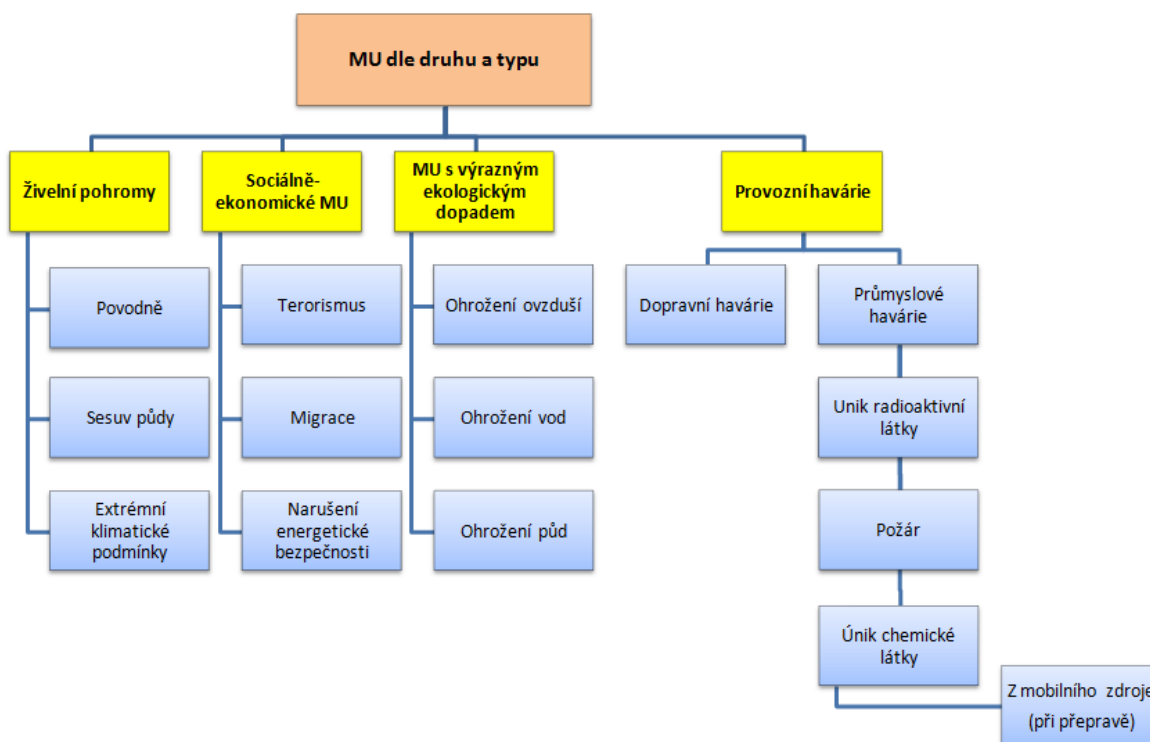 MU dle druhu a typu
Živelní pohromy
Sociálně-
ekonomické MU
MU s výrazným
ekologickým
dopadem
Provozní havárie
Povodně
Terorismus
Ohrožení ovzduší
Dopravní havárie
Průmyslové
havárie
Sesuv půdy
Migrace
Ohrožení vod
Unik radioaktivní
látky
Extrémní
klimatické
podmínky
Narušení
energetické
bezpečnosti
Ohrožení půd
Požár
Únik chemické
látky
Z mobilního zdroje
(při přepravě)